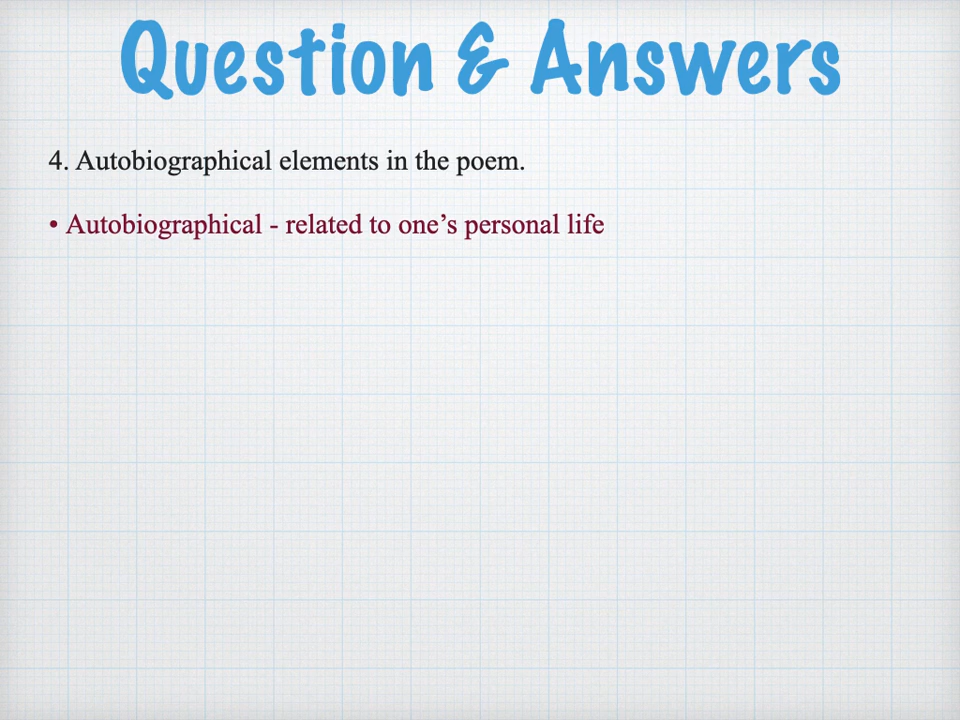 Question & Answers
4. Autobiographical elements in the poem.
• Autobiographical - related to one’s personal life